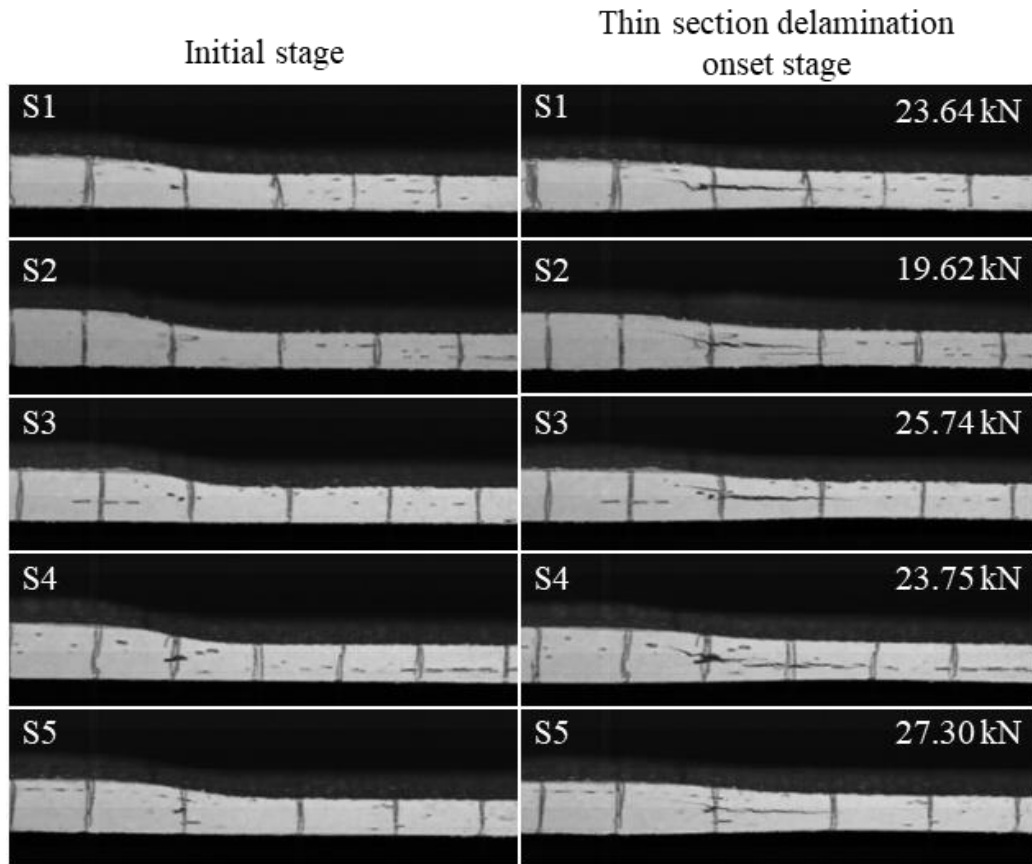 Initial stage
Thin section delamination
onset stage
S1
S1
23.64 kN
S2
S2
19.62 kN
S3
S3
25.74 kN
S4
S4
23.75 kN
S5
S5
27.30 kN